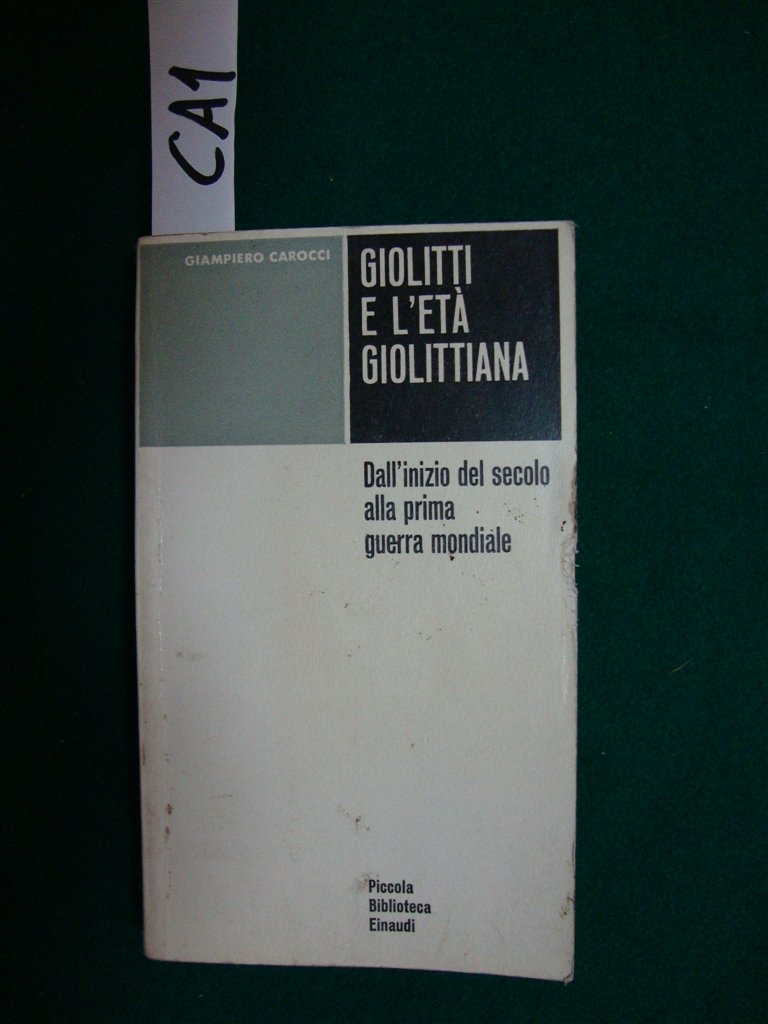 CA1
GIAMPIERO CAROCCI
GIOLITTI
E L'ETÀ
GIOLITTIANA
Dall'inizio del secolo
alla prima
guerra mondiale
Piccola
Biblioteca
Einaudi